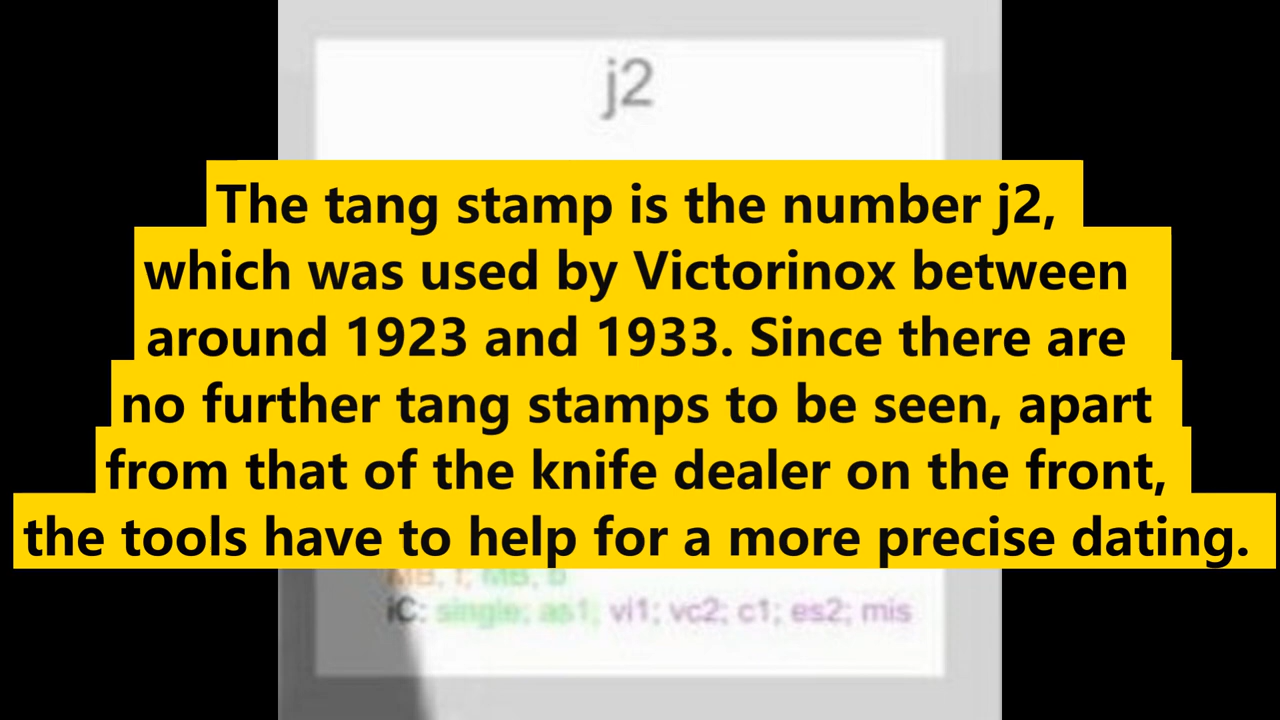 j2
The tang stamp is the number j2,
which was used by Victorinox between
around 1923 and 1933. Since there are
no further tang stamps to be seen, apart
from that of the knife dealer on the front,
the tools have to help for a more precise dating.
MB, f; MB, b
iC: single; as1; vl1; vc2; c1; es2; mis